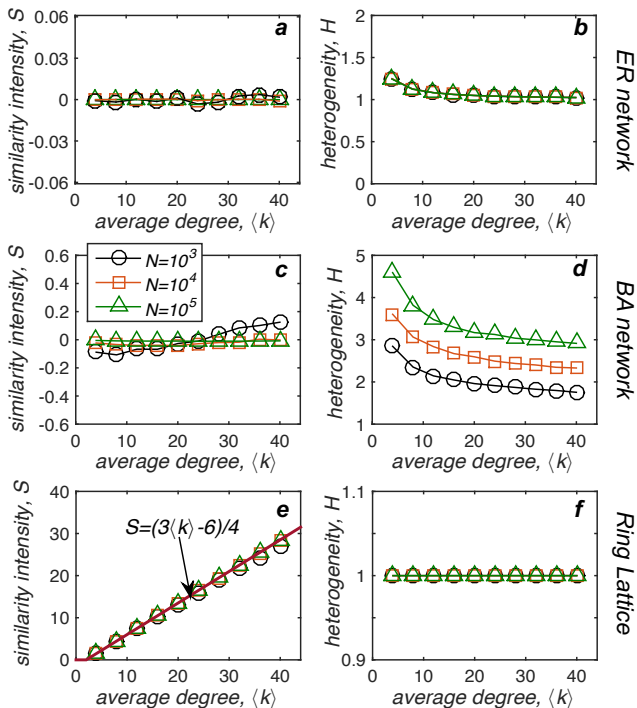 a
0.06
0.03
0
-0.03
-0.06
similarity intensity, S
0 10 20 30 40
average degree, ⟨k⟩
b
2
1.5
1
0.5
0
heterogeneity, H
0 10 20 30 40
average degree, ⟨k⟩
ER network
c
0.6
0.4
0.2
0
-0.2
-0.4
-0.6
similarity intensity, S
N=10³
N=10⁴
N=10⁵
0 10 20 30 40
average degree, ⟨k⟩
d
5
4
3
2
1
heterogeneity, H
0 10 20 30 40
average degree, ⟨k⟩
BA network
e
40
30
20
10
0
similarity intensity, S
S=(3⟨k⟩-6)/4
0 10 20 30 40
average degree, ⟨k⟩
f
1.1
1
0.9
heterogeneity, H
0 10 20 30 40
average degree, ⟨k⟩
Ring Lattice